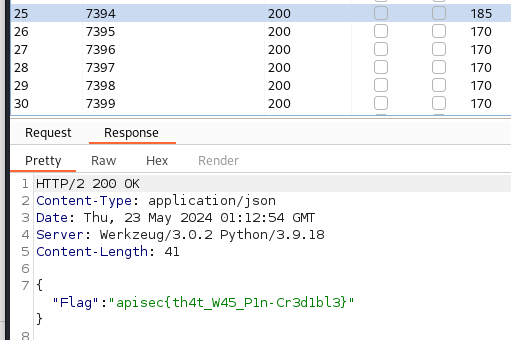 25 7394 200 185
26 7395 200 170
27 7396 200 170
28 7397 200 170
29 7398 200 170
30 7399 200 170
Request Response
Pretty Raw Hex Render
1 HTTP/2 200 OK
2 Content-Type: application/json
3 Date: Thu, 23 May 2024 01:12:54 GMT
4 Server: Werkzeug/3.0.2 Python/3.9.18
5 Content-Length: 41
6
7 {
"Flag":"apisec{th4t_W45_P1n-Cr3d1bl3}"
}
8